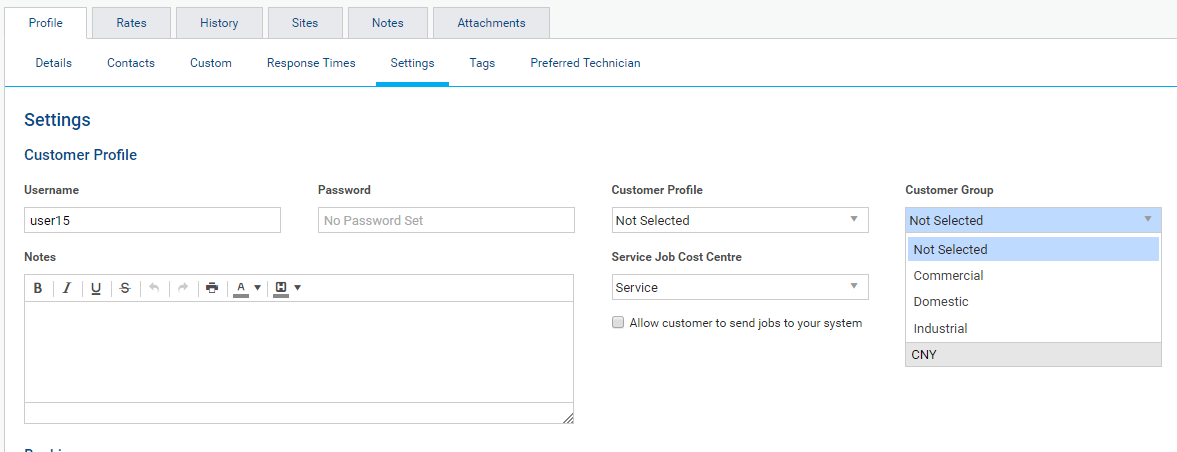 Profile Rates History Sites Notes Attachments
Details Contacts Custom Response Times Settings Tags Preferred Technician
Settings
Customer Profile
Username Password Customer Profile Customer Group
user15 No Password Set Not Selected Not Selected
Not Selected
Notes Service Job Cost Centre
Commercial
B I U S A H Service
Domestic
Allow customer to send jobs to your system Industrial
CNY